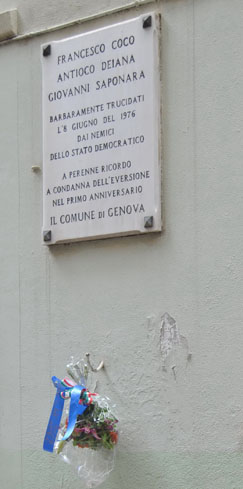 FRANCESCO COCO
ANTIOCO DEIANA
GIOVANNI SAPONARA
BARBARAMENTE TRUCIDATI
L'8 GIUGNO DEL 1976
DAI NEMICI
DELLO STATO DEMOCRATICO
A PERENNE RICORDO
A CONDANNA DELL'EVERSIONE
NEL PRIMO ANNIVERSARIO
IL COMUNE DI GENOVA